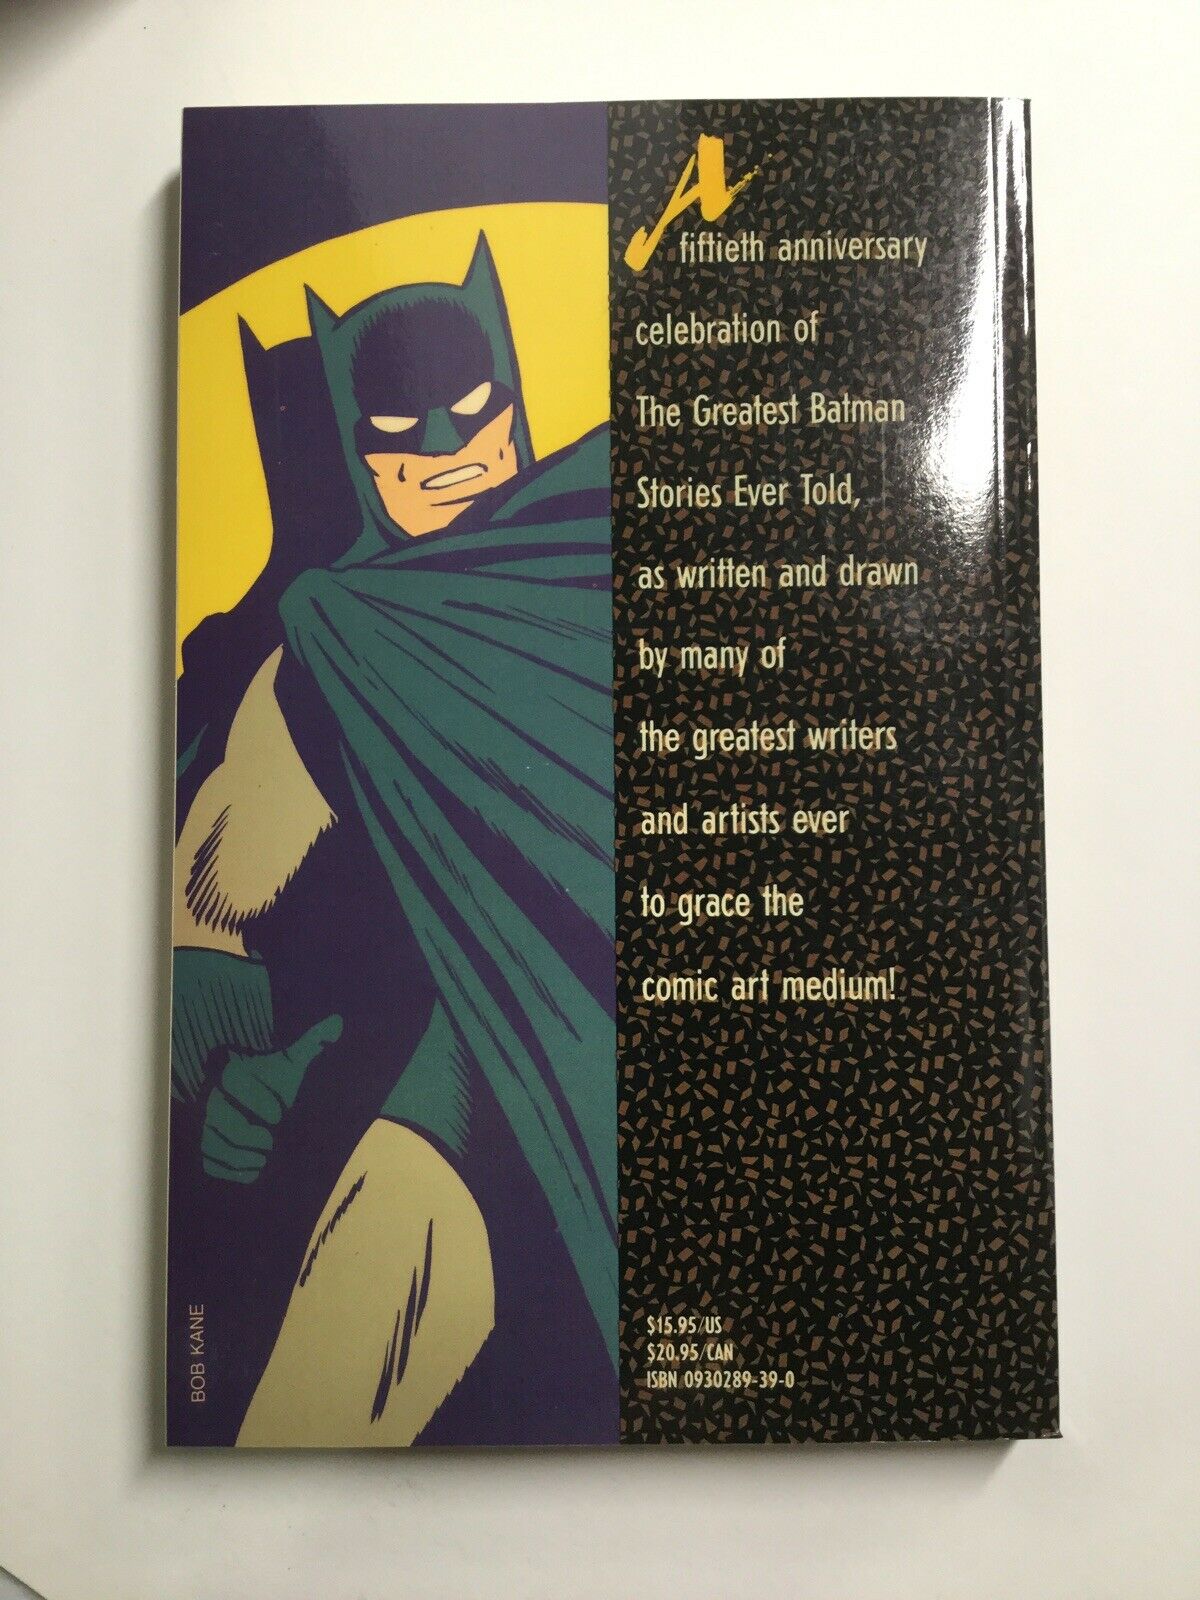 A
fiftieth anniversary
celebration of
The Greatest Batman
Stories Ever Told,
as written and drawn
by many of
the greatest writers
and artists ever
to grace the
comic art medium!
$15.95/US
$20.95/CAN
ISBN 0930289-39-0
BOB KANE